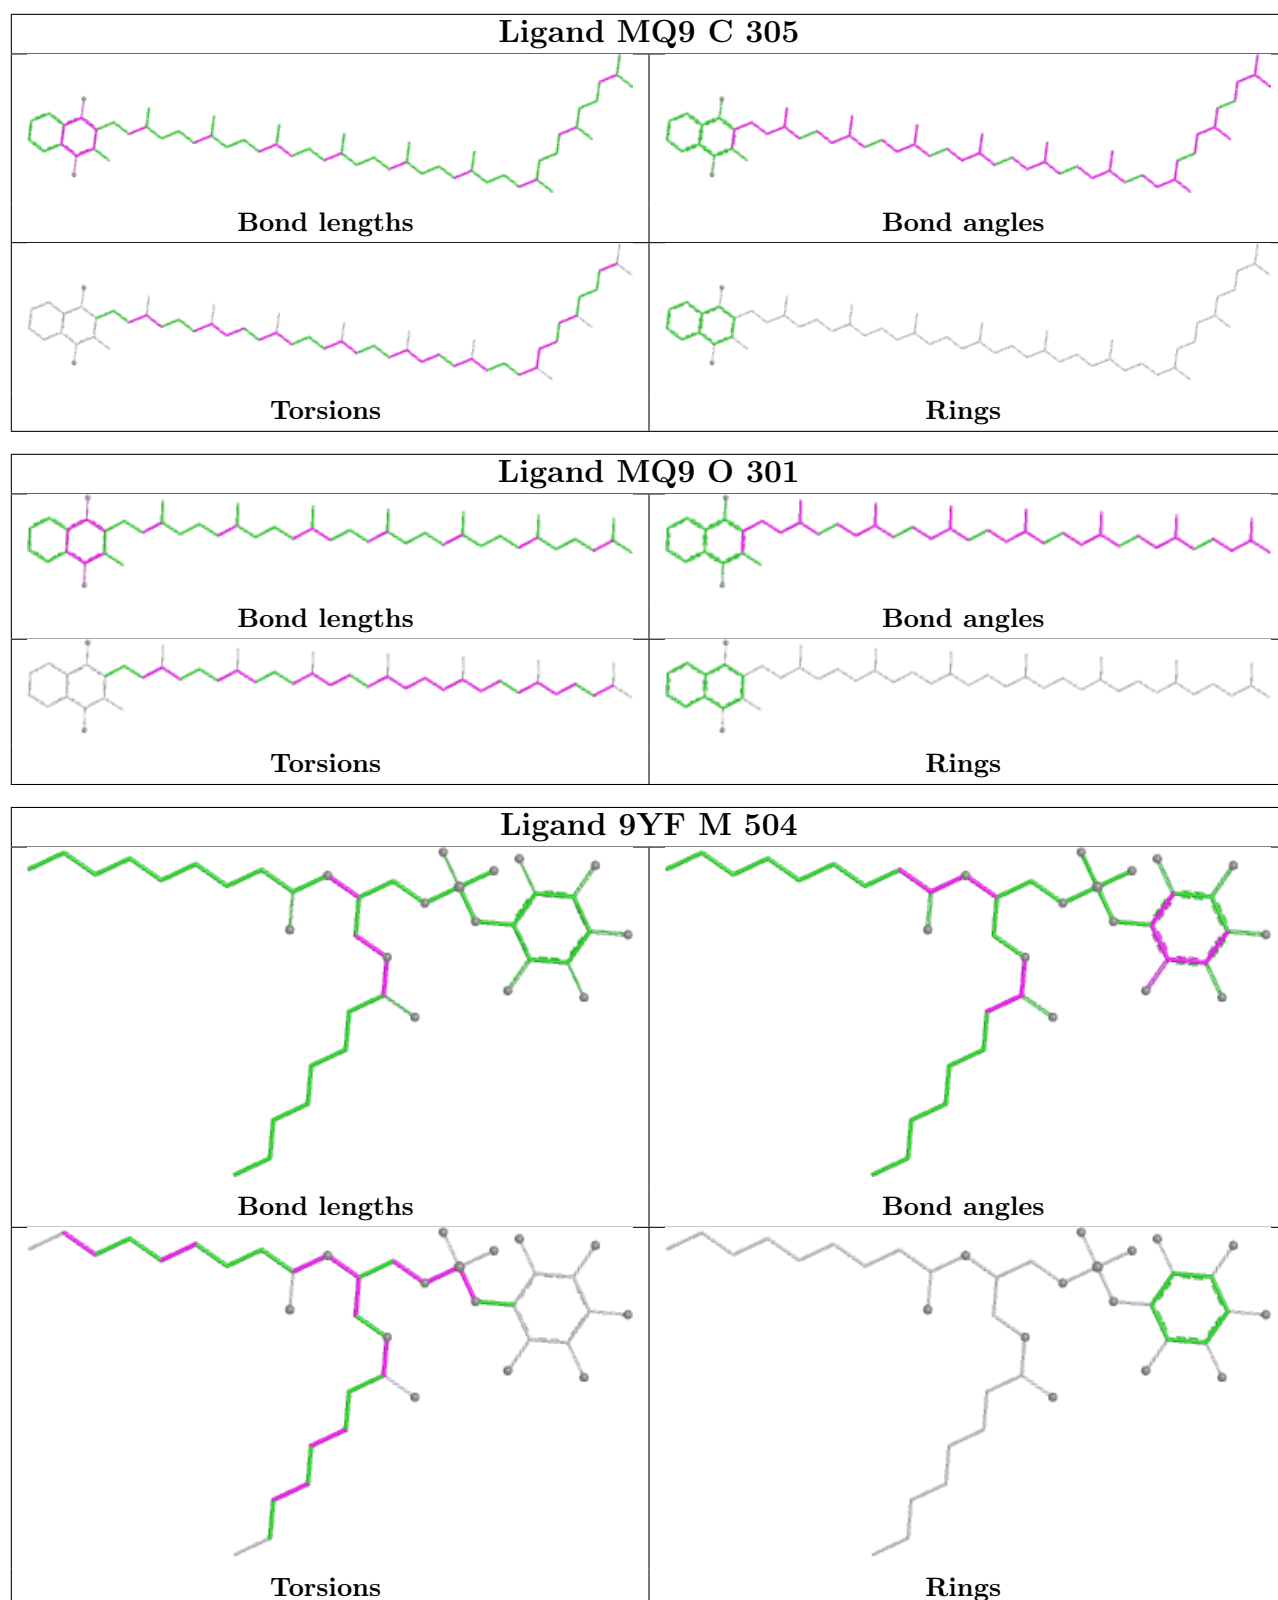 Ligand MQ9 C 305
Bond lengths
Bond angles
Torsions
Rings
Ligand MQ9 O 301
Bond lengths
Bond angles
Torsions
Rings
Ligand 9YF M 504
Bond lengths
Bond angles
Torsions
Rings